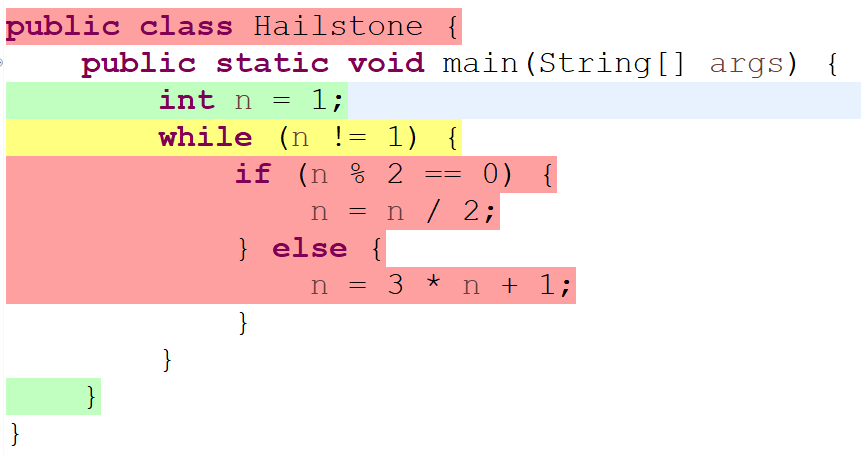 public class Hailstone {
    public static void main(String[] args) {
        int n = 1;
        while (n != 1) {
            if (n % 2 == 0) {
                n = n / 2;
            } else {
                n = 3 * n + 1;
            }
        }
    }
}